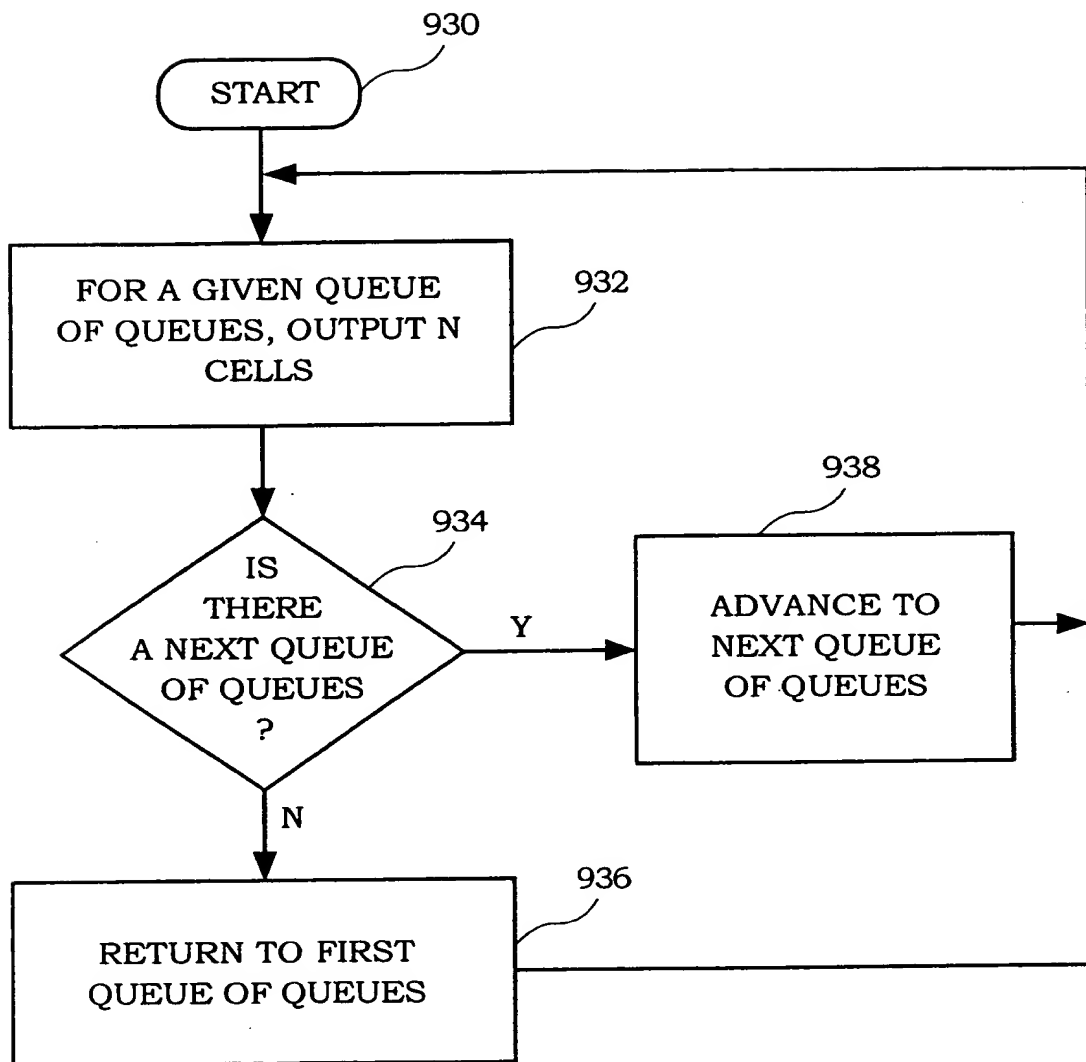 930
START
FOR A GIVEN QUEUE
OF QUEUES, OUTPUT N
CELLS
932
934
IS
THERE
A NEXT QUEUE
OF QUEUES
?
Y
938
ADVANCE TO
NEXT QUEUE
OF QUEUES
N
936
RETURN TO FIRST
QUEUE OF QUEUES